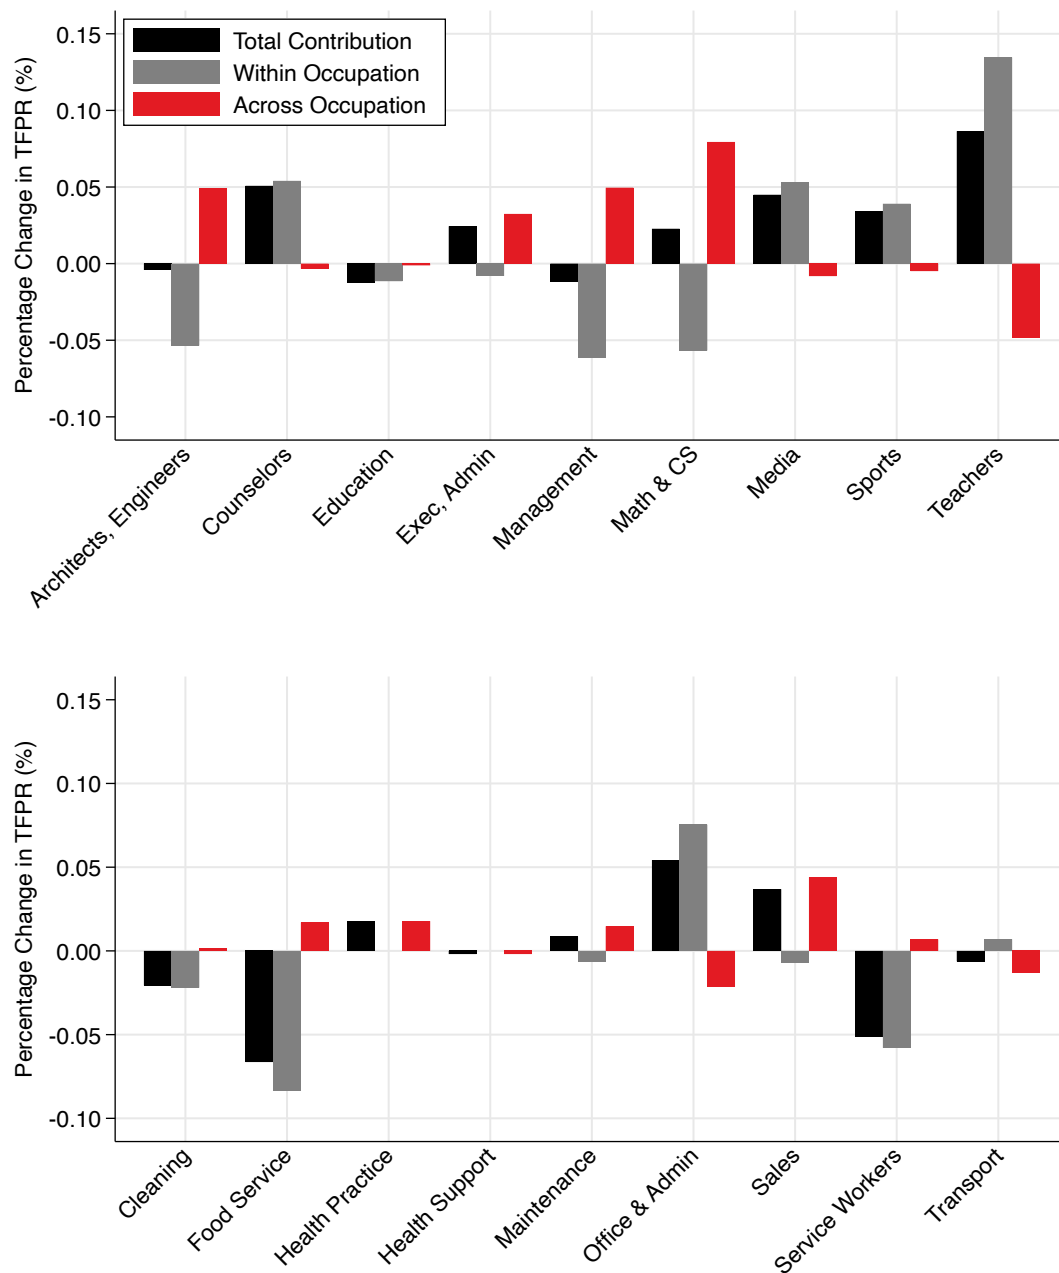 Percentage Change in TFPR (%)
0.15
0.10
0.05
0.00
-0.05
-0.10
Total Contribution
Within Occupation
Across Occupation
Architects, Engineers
Counselors
Education
Exec, Admin
Management
Math & CS
Media
Sports
Teachers
Percentage Change in TFPR (%)
0.15
0.10
0.05
0.00
-0.05
-0.10
Cleaning
Food Service
Health Practice
Health Support
Maintenance
Office & Admin
Sales
Service Workers
Transport